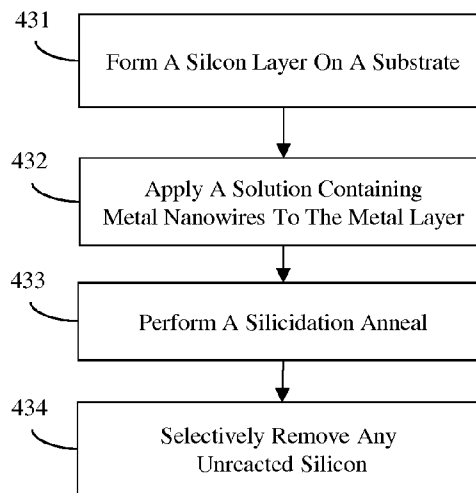 431
Form A Silcon Layer On A Substrate
432
Apply A Solution Containing
Metal Nanowires To The Metal Layer
433
Perform A Silicidation Anneal
434
Selectively Remove Any
Unreacted Silicon